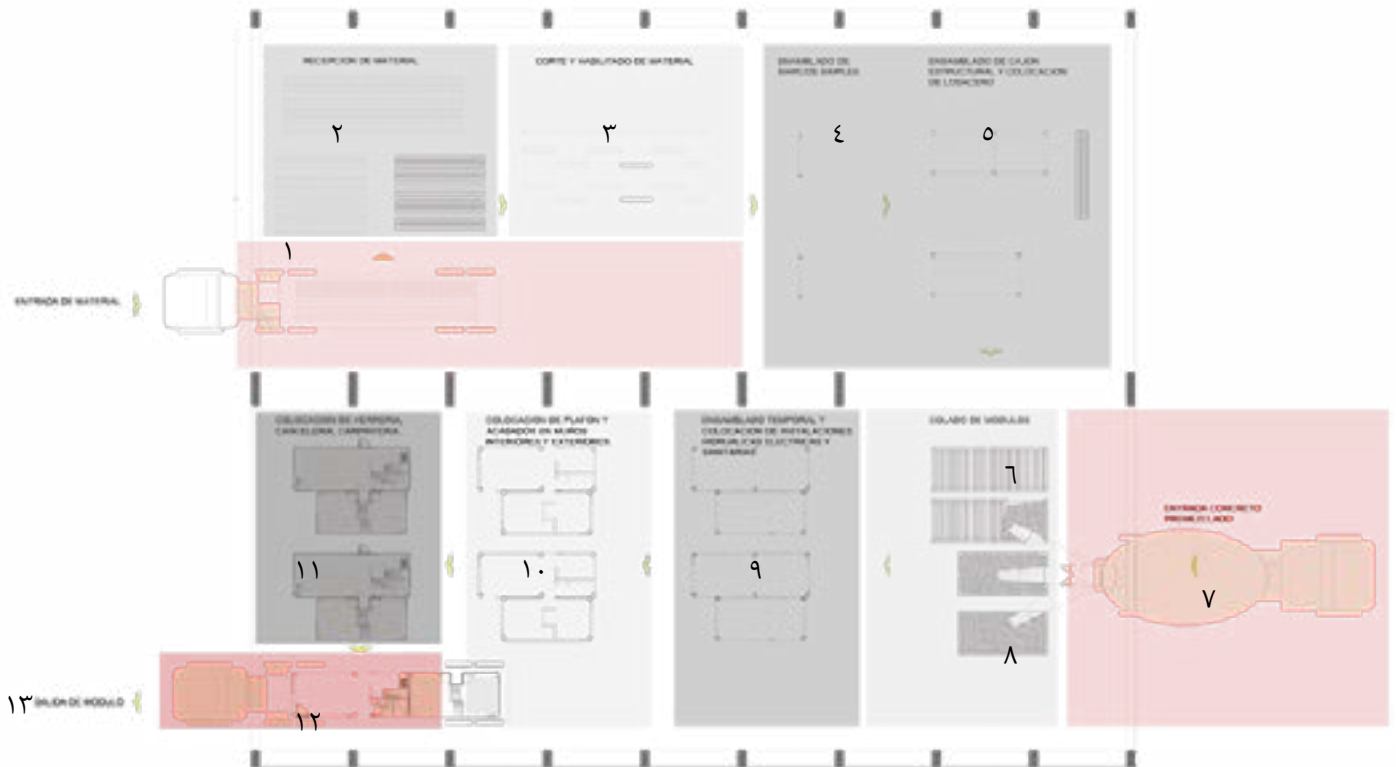 RECEPCION DE MATERIAL
CORTE Y HABILITADO DE MATERIAL
ENSAMBLADO DE
MARCOS SIMPLES
ENSAMBLADO DE CAJON
ESTRUCTURAL Y COLOCACION
DE LOSACERO
٢
٣
٤
٥
١
ENTRADA DE MATERIAL
COLOCACION DE HERRERIA,
CANCELERIA, CARPINTERIA
COLOCACION DE PLAFON Y
ACABADOS EN MUROS
INTERIORES Y EXTERIORES
ENSAMBLADO TEMPORAL Y
COLOCACION DE INSTALACIONES
HIDRAULICAS ELECTRICAS Y
SANITARIAS
COLADO DE MODULOS
٦
ENTRADA CONCRETO
PREMEZCLADO
١١
١٠
٩
٧
٨
١٣ SALIDA DE MODULO
١٢